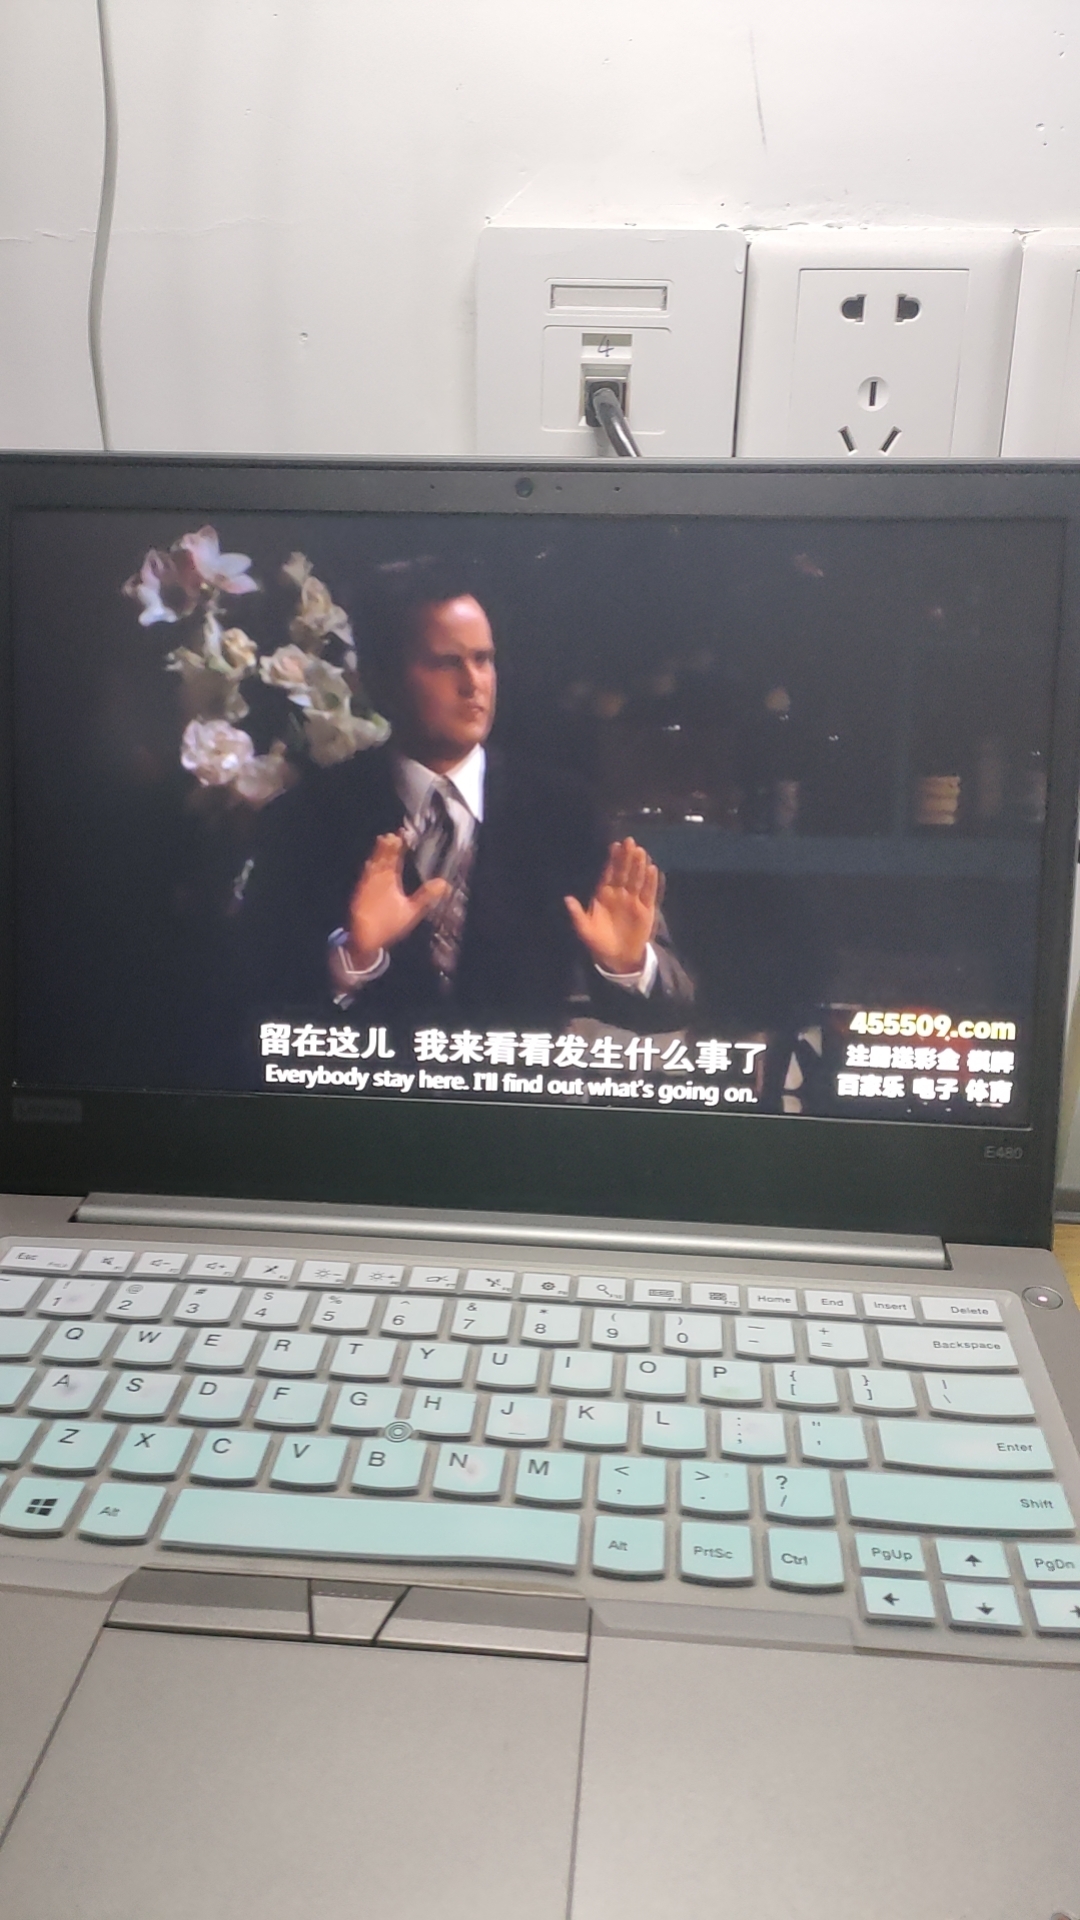 4
留在这儿 我来看看发生什么事了
Everybody stay here. I'll find out what's going on.
455509.com
注册送彩金 棋牌
百家乐 电子 体育
Lenovo
E480
Esc
Home End Insert Delete
! 1 @ 2 # 3 $ 4 % 5 ^ 6 & 7 * 8 ( 9 ) 0 — - + = Backspace
Q W E R T Y U I O P { [ } ] | \
A S D F G H J K L : ; " ' Enter
Z X C V B N M < , > . ? / Shift
Alt Alt PrtSc Ctrl PgUp PgDn